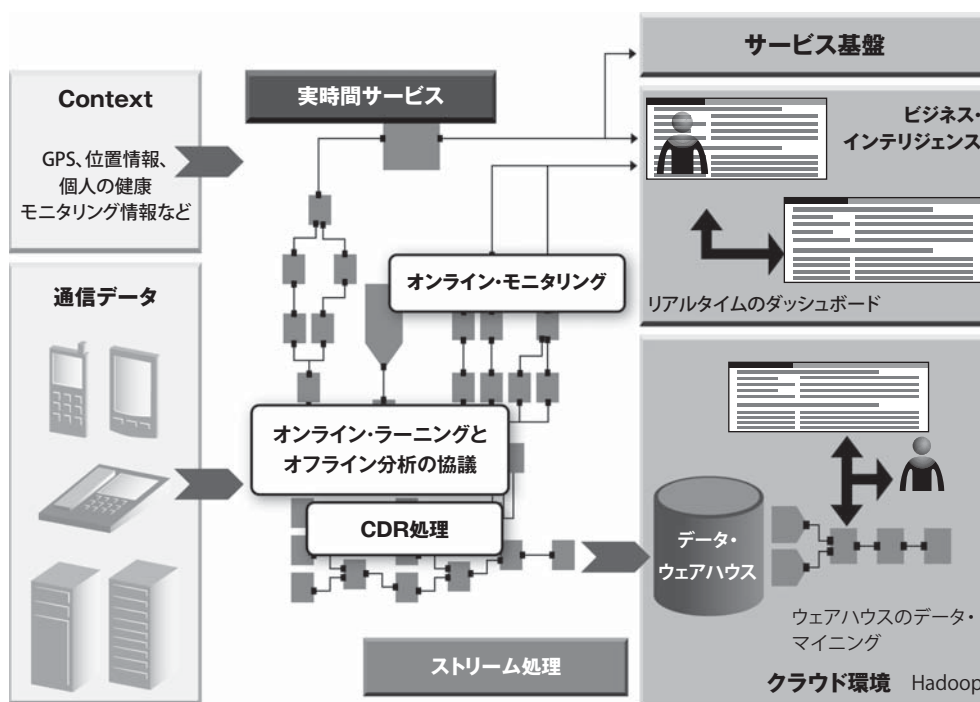 サービス基盤
Context
GPS、位置情報、
個人の健康
モニタリング情報など
実時間サービス
ビジネス・
インテリジェンス
リアルタイムのダッシュボード
通信データ
オンライン・モニタリング
オンライン・ラーニングと
オフライン分析の協議
CDR処理
データ・
ウェアハウス
ウェアハウスのデータ・
マイニング
ストリーム処理
クラウド環境 Hadoop